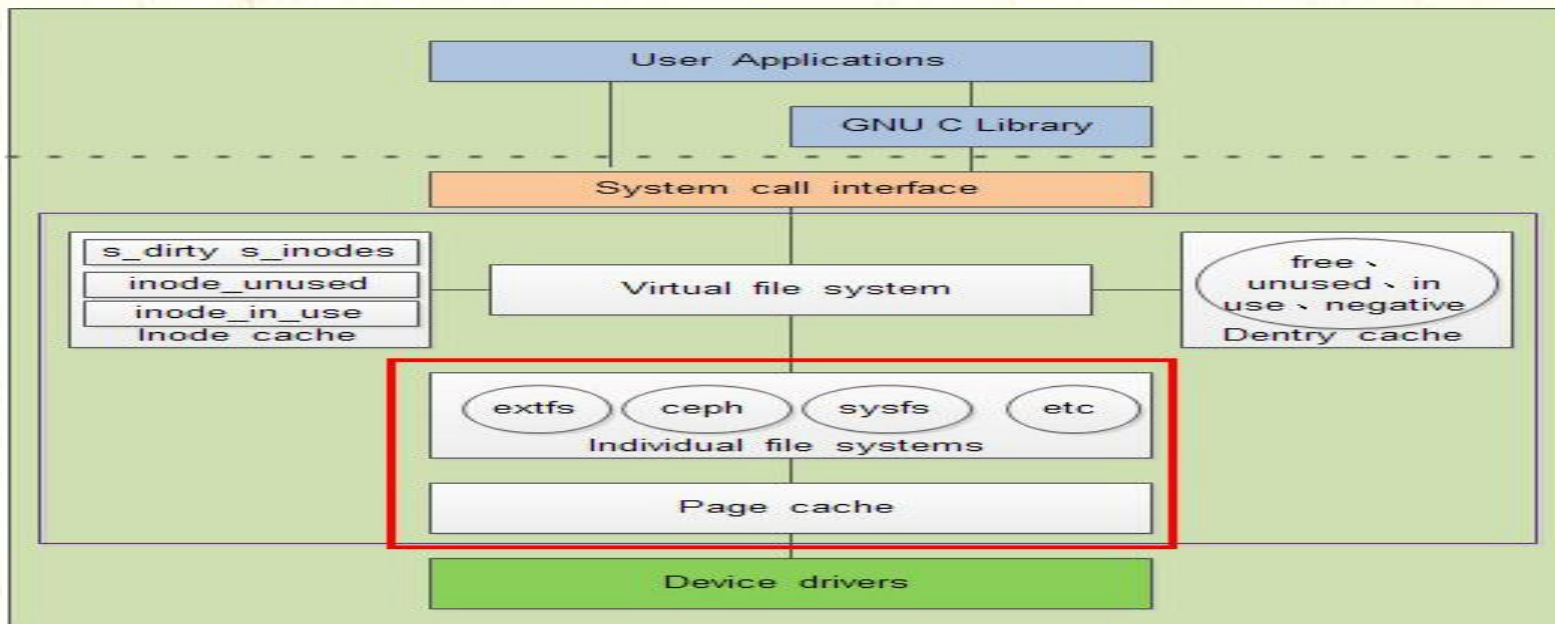 User Applications
GNU C Library
System call interface
s_dirty s_inodes
inode_unused
inode_in_use
Inode cache
Virtual file system
free、
unused、in
use、negative
Dentry cache
extfs ceph sysfs etc
Individual file systems
Page cache
Device drivers